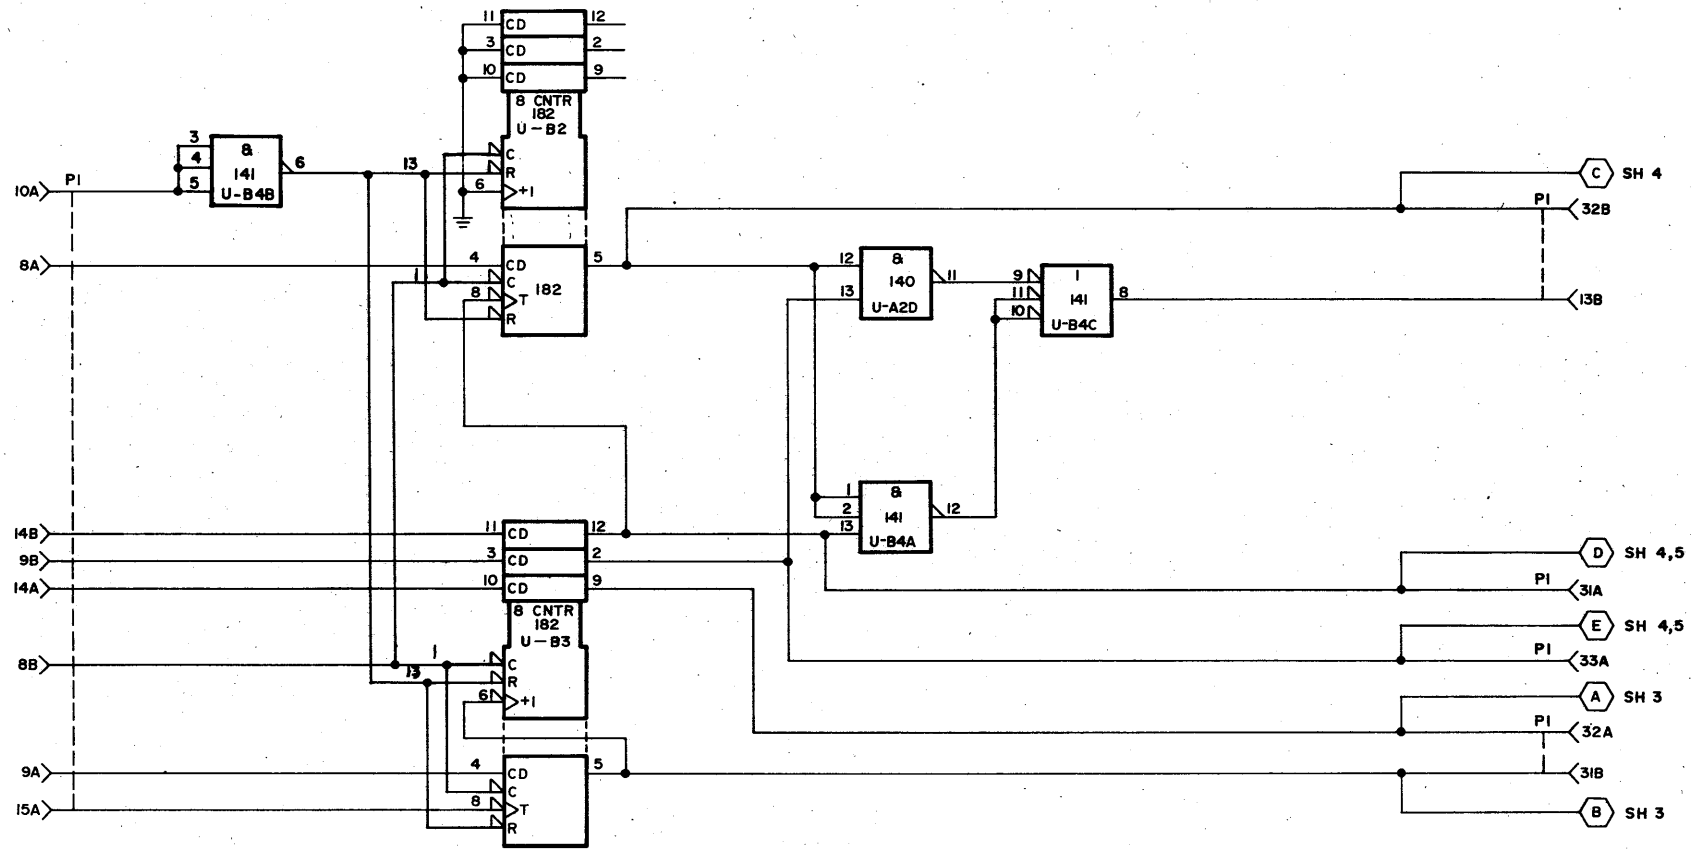 11 CD 12
3 CD 2
10 CD 9
8 CNTR
182
U-B2
C
13 R
6 +1
3 &
4
141 6
5 U-B4B
10A P1
C SH 4
P1
32B
8A 4 CD 5
1 C
8 T 182
R
12 &
140 11
13
U-A2D
9 1
11 141 8
10 U-B4C
13B
1 &
2 141 12
13 U-B4A
14B 11 CD 12
9B 3 CD 2
14A 10 CD 9
8 CNTR
182
U-B3
8B 1 C
13 R
6 +1
D SH 4,5
P1
31A
E SH 4,5
P1
33A
A SH 3
P1
32A
9A 4 CD 5
C
15A 8 T
R
31B
B SH 3